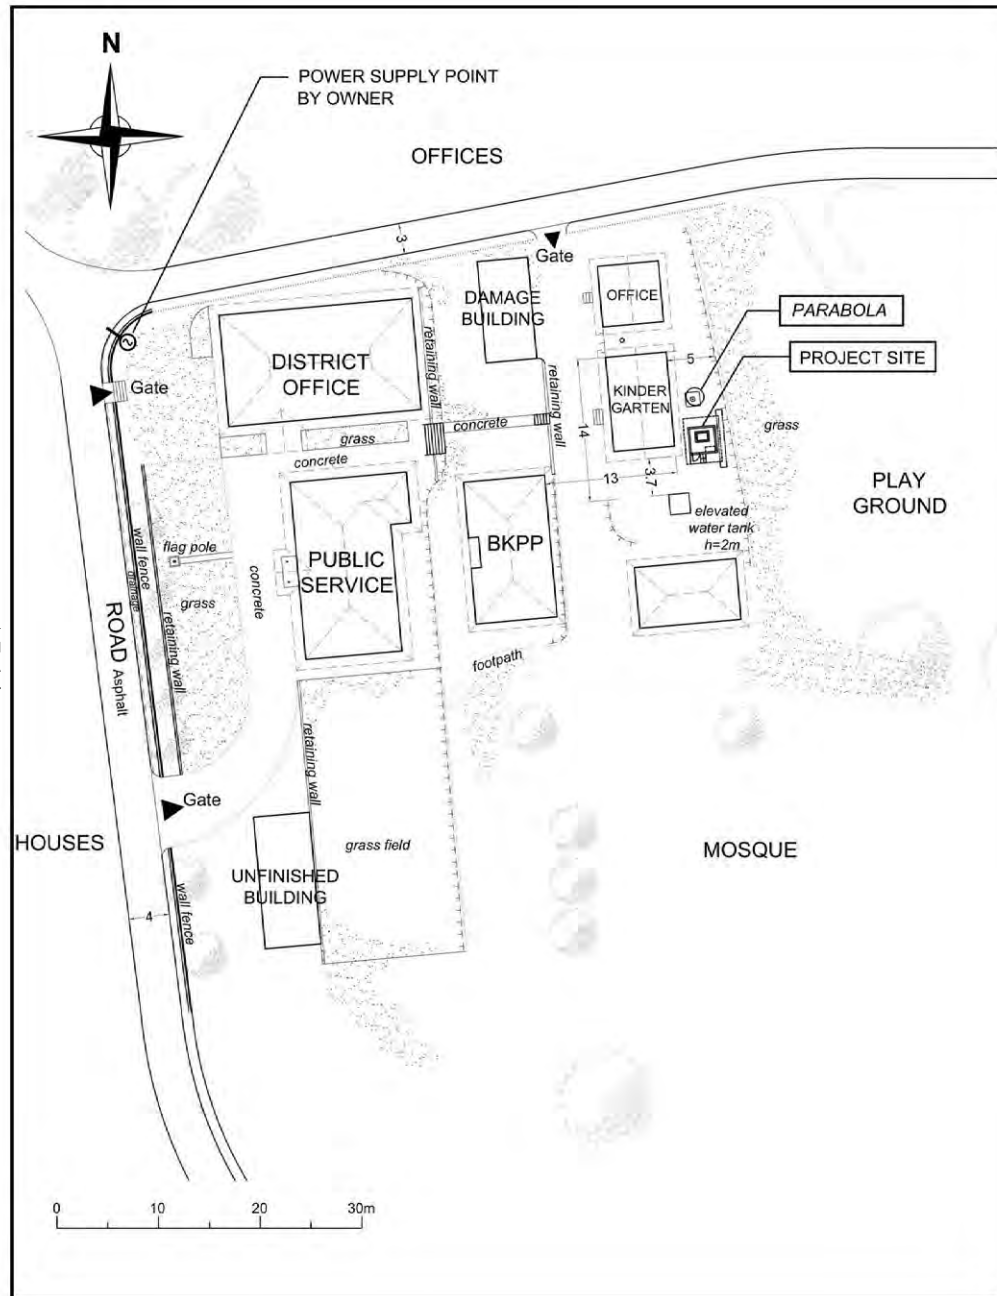 N
POWER SUPPLY POINT
BY OWNER
OFFICES
3
Gate
DAMAGE
BUILDING
OFFICE
PARABOLA
PROJECT SITE
retaining wall
DISTRICT
OFFICE
Gate
5
KINDER
GARTEN
grass
concrete
retaining wall
14
grass
concrete
13
3.7
PLAY
GROUND
elevated
water tank
h=2m
BKPP
PUBLIC
SERVICE
flag pole
wall fence
drainage
grass
concrete
retaining wall
ROAD Asphalt
footpath
retaining wall
Gate
HOUSES
grass field
MOSQUE
UNFINISHED
BUILDING
4
wall fence
0 10 20 30m